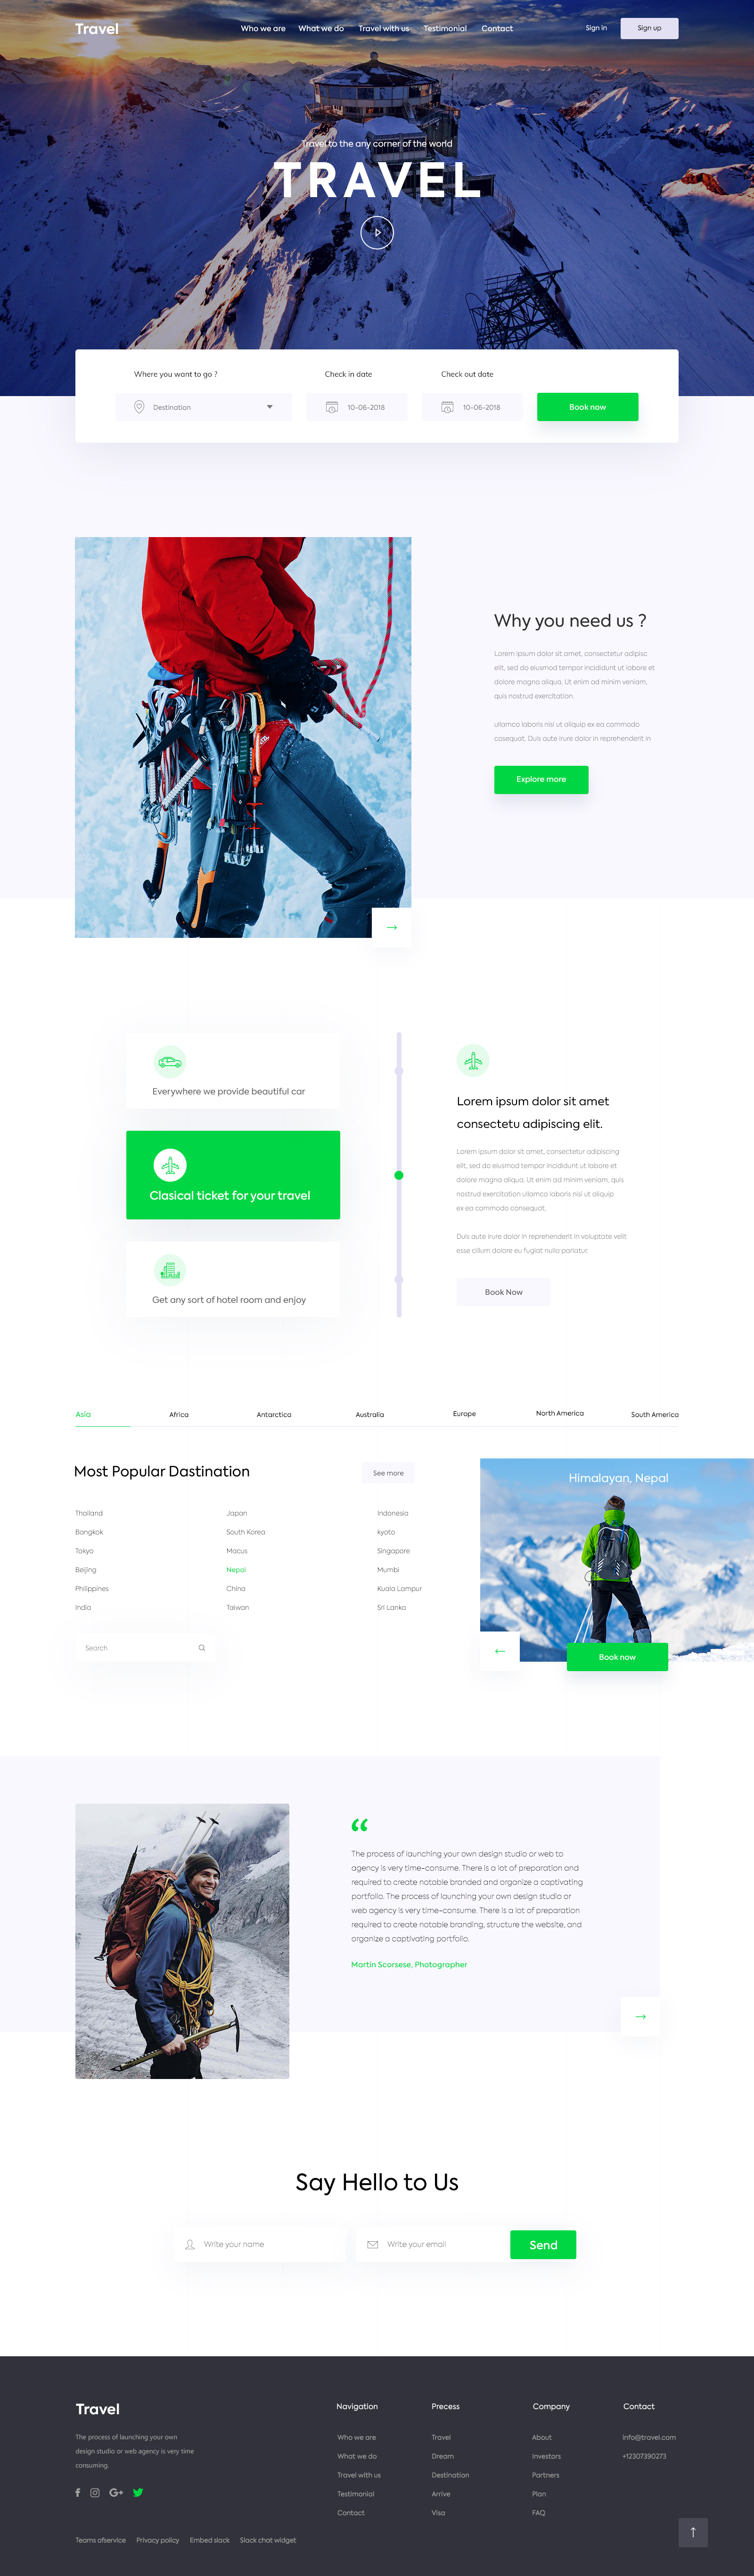 Travel
Who we are
What we do
Travel with us
Testimonial
Contact
Sign in
Sign up
Travel to the any corner of the world
TRAVEL
Where you want to go ?
Check in date
Check out date
Destination
10-06-2018
10-06-2018
Book now
Why you need us ?
Lorem ipsum dolor sit amet, consectetur adipisc
elit, sed do eiusmod tempor incididunt ut labore et
dolore magna aliqua. Ut enim ad minim veniam,
quis nostrud exercitation
ullamco laboris nisi ut aliquip ex ea commodo
casequat. Duis aute irure dolor in reprehenderit in
Explore more
Everywhere we provide beautiful car
Clasical ticket for your travel
Get any sort of hotel room and enjoy
Lorem ipsum dolor sit amet
consectetu adipiscing elit.
Lorem ipsum dolor sit amet, consectetur adipiscing
elit, sed do eiusmod tempor incididunt ut labore et
dolore magna aliqua. Ut enim ad minim veniam, quis
nostrud exercitation ullamco laboris nisi ut aliquip
ex ea commodo consequat.
Duis aute irure dolor in reprehenderit in voluptate velit
esse cillum dolore eu fugiat nulla pariatur.
Book Now
Asia
Africa
Antarctica
Australia
Europe
North America
South America
Most Popular Dastination
See more
Thailand
Bangkok
Tokyo
Beijing
Philippines
India
Japan
South Korea
Macus
Nepal
China
Taiwan
Indonesia
kyoto
Singapore
Mumbi
Kuala Lampur
Sri Lanka
Search
Himalayan, Nepal
Book now
“
The process of launching your own design studio or web to
agency is very time-consume. There is a lot of preparation and
required to create notable branded and organize a captivating
portfolio. The process of launching your own design studio or
web agency is very time-consume. There is a lot of preparation
required to create notable branding, structure the website, and
organize a captivating portfolio.
Martin Scorsese, Photographer
Say Hello to Us
Write your name
Write your email
Send
Travel
The process of launching your own
design studio or web agency is very time
consuming.
G+
Navigation
Who we are
What we do
Travel with us
Testimonial
Contact
Precess
Travel
Dream
Destination
Arrive
Visa
Company
About
Investors
Partners
Plan
FAQ
Contact
info@travel.com
+12307390273
Teams ofservice
Privacy policy
Embed slack
Slack chat widget